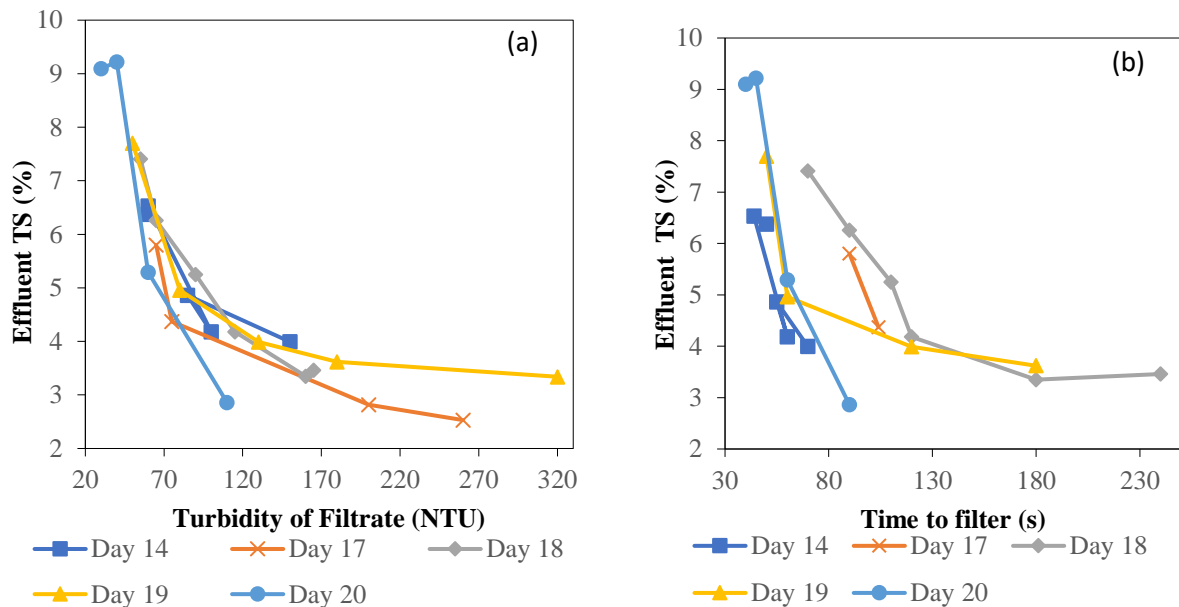 (a)
10
9
8
7
6
5
4
3
2
Effluent TS (%)
20 70 120 170 220 270 320
Turbidity of Filtrate (NTU)
Day 14 Day 17 Day 18
Day 19 Day 20
(b)
10
9
8
7
6
5
4
3
2
Effluent TS (%)
30 80 130 180 230
Time to filter (s)
Day 14 Day 17 Day 18
Day 19 Day 20